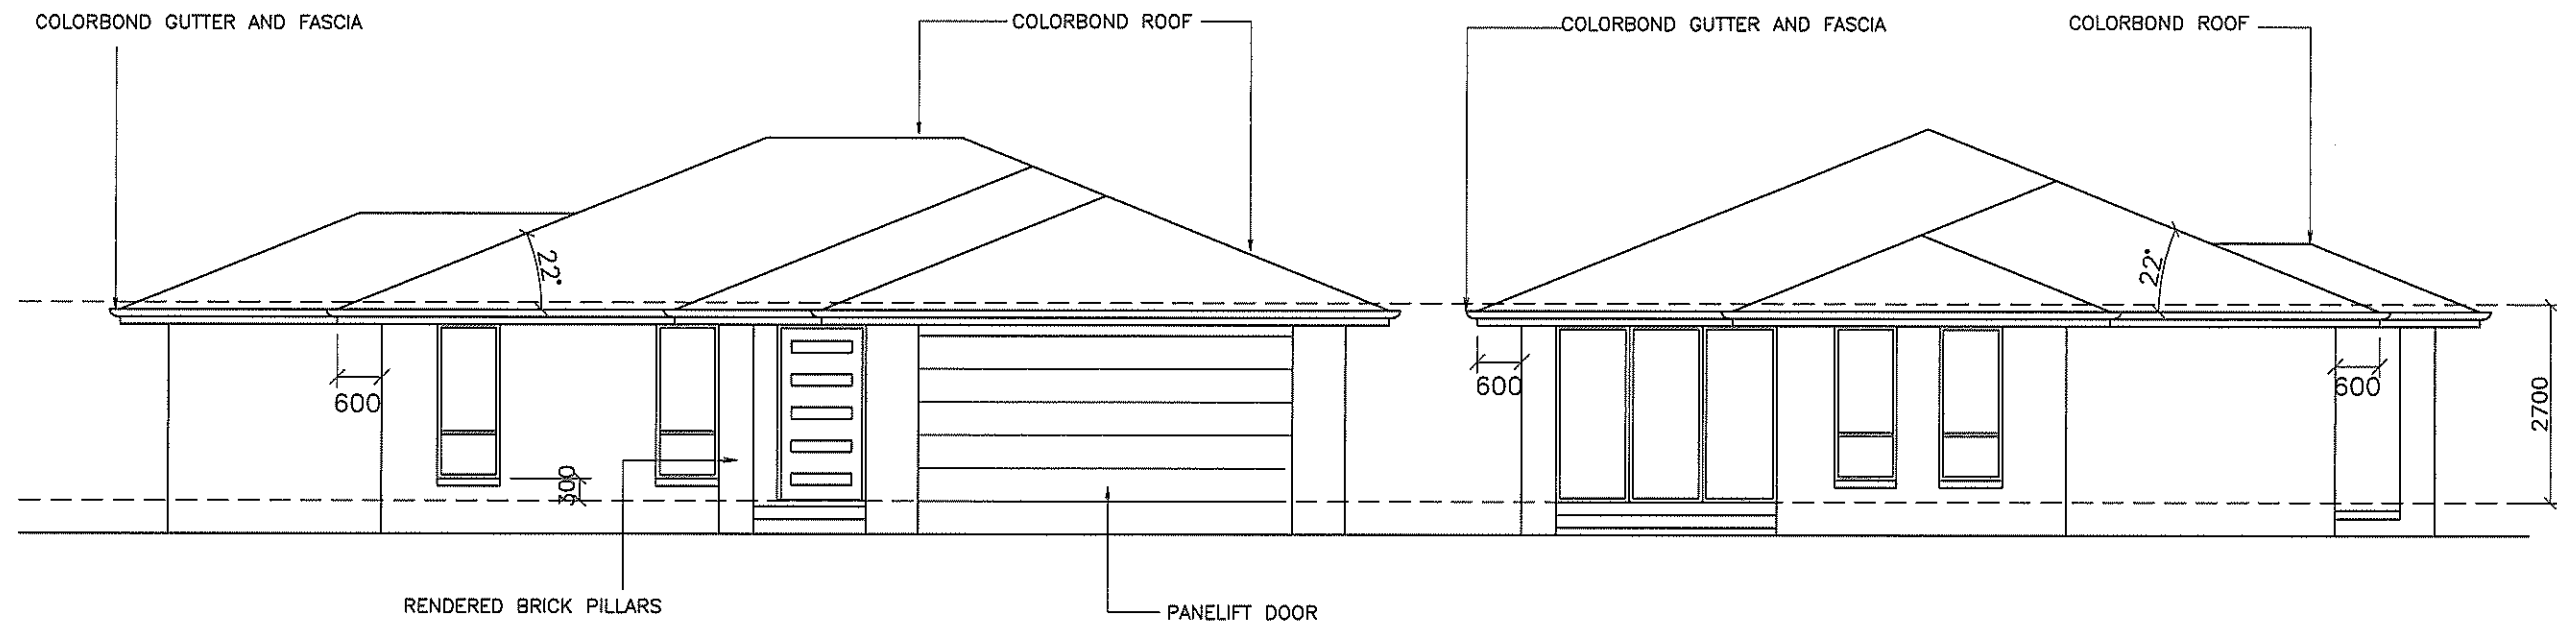 COLORBOND GUTTER AND FASCIA
COLORBOND ROOF
COLORBOND GUTTER AND FASCIA
COLORBOND ROOF
22°
22°
600
300
600
600
2700
RENDERED BRICK PILLARS
PANELIFT DOOR